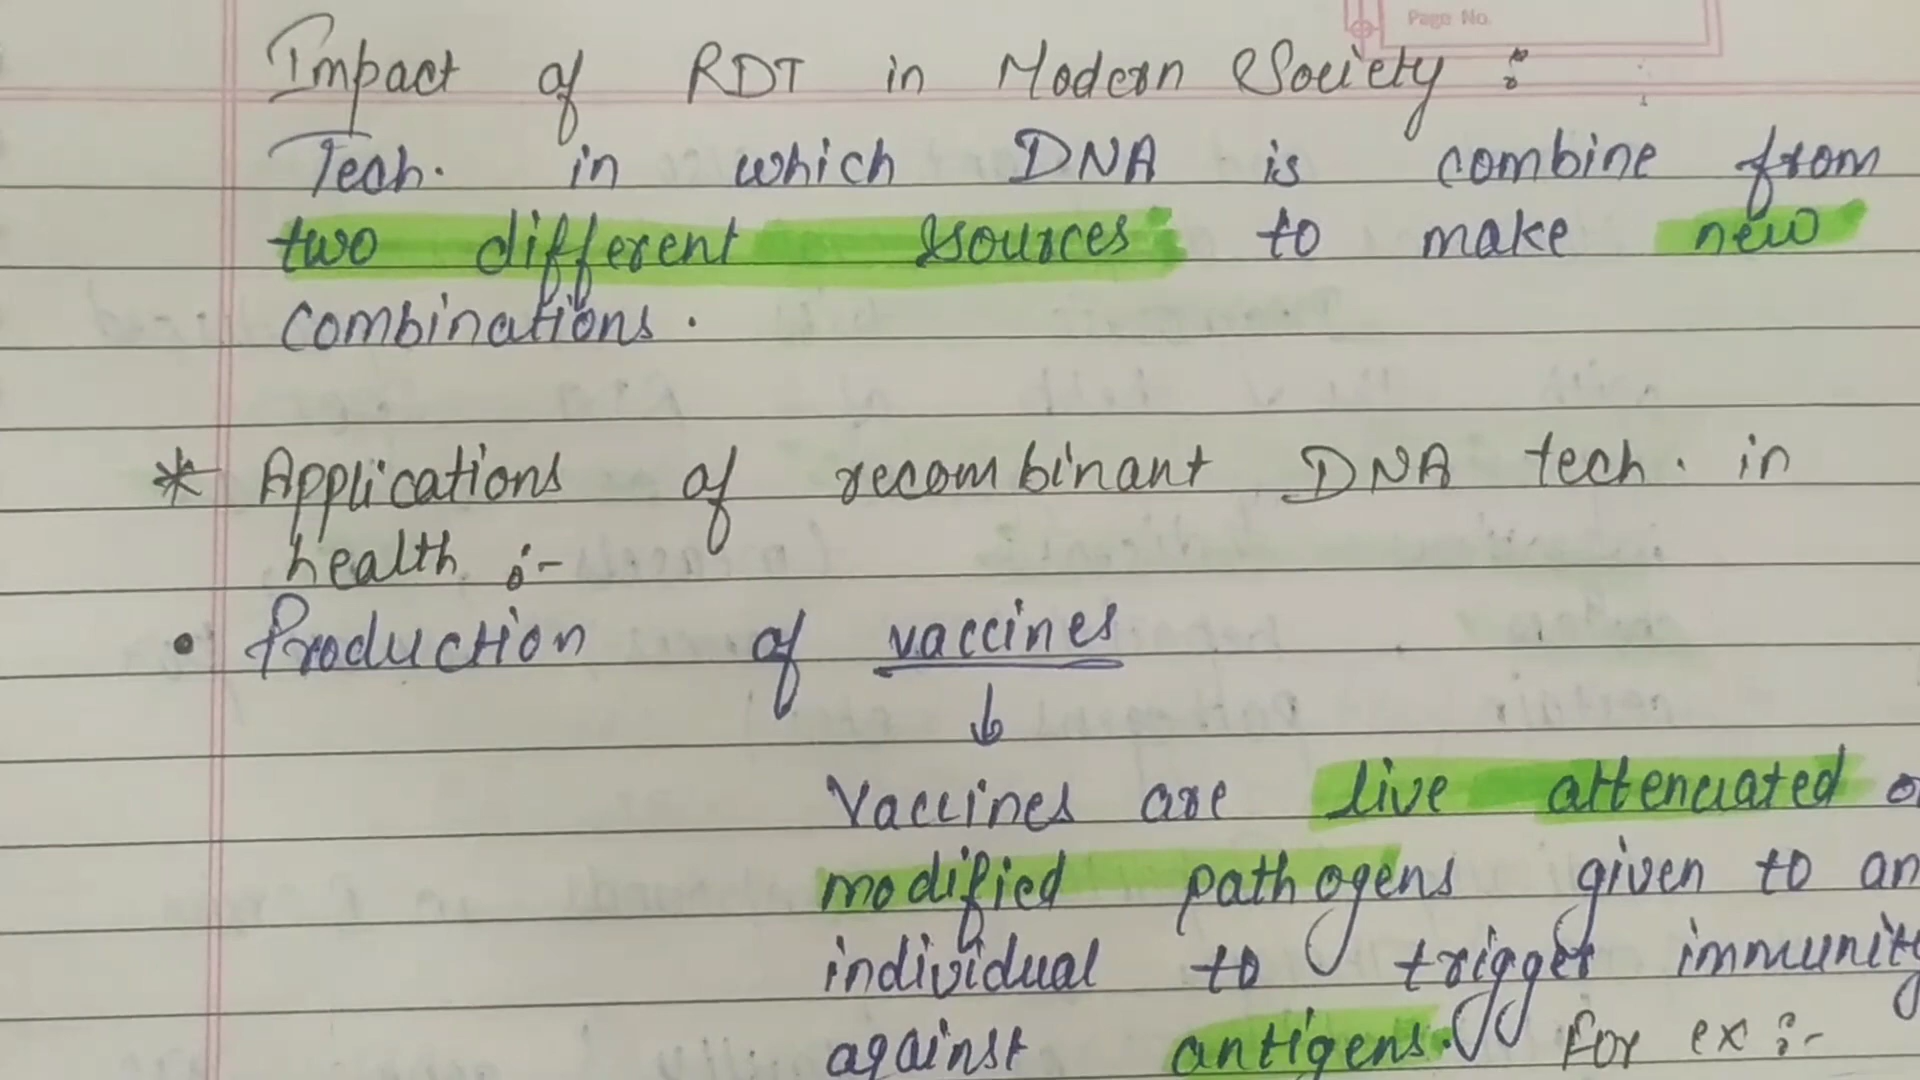 Page No.
Impact of RDT in Modern Society :
Tech. in which DNA is combine from
two different sources to make new
combinations.
* Applications of recombinant DNA tech. in
health :-
• Production of vaccines
↓
Vaccines are live attenuated
modified pathogens given to an
individual to trigger immunity
against antigens. For ex :-